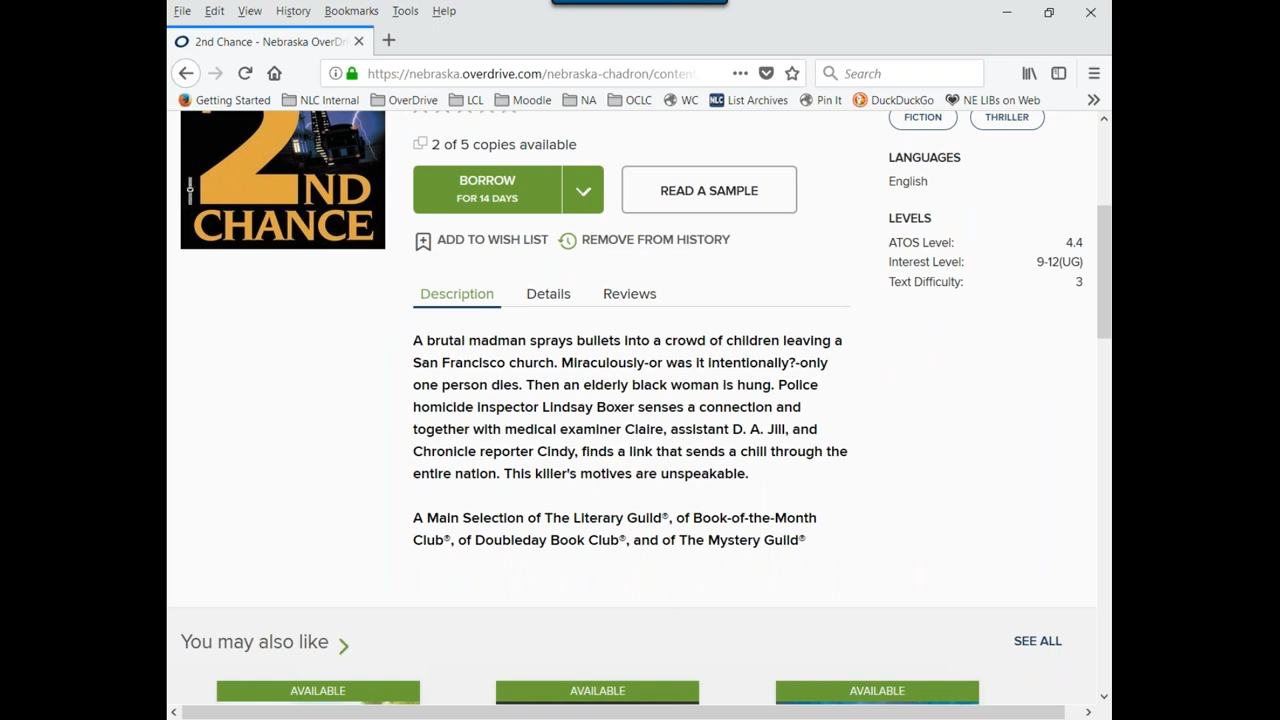 File Edit View History Bookmarks Tools Help
2nd Chance - Nebraska OverDri
https://nebraska.overdrive.com/nebraska-chadron/content
Search
Getting Started NLC Internal OverDrive LCL Moodle NA OCLC WC NLC List Archives Pin It DuckDuckGo NE LIBs on Web
2ND
CHANCE
2 of 5 copies available
BORROW
FOR 14 DAYS
READ A SAMPLE
ADD TO WISH LIST REMOVE FROM HISTORY
Description Details Reviews
A brutal madman sprays bullets into a crowd of children leaving a
San Francisco church. Miraculously-or was it intentionally?-only
one person dies. Then an elderly black woman is hung. Police
homicide inspector Lindsay Boxer senses a connection and
together with medical examiner Claire, assistant D. A. Jill, and
Chronicle reporter Cindy, finds a link that sends a chill through the
entire nation. This killer's motives are unspeakable.
A Main Selection of The Literary Guild®, of Book-of-the-Month
Club®, of Doubleday Book Club®, and of The Mystery Guild®
FICTION THRILLER
LANGUAGES
English
LEVELS
ATOS Level: 4.4
Interest Level: 9-12(UG)
Text Difficulty: 3
You may also like
SEE ALL
AVAILABLE AVAILABLE AVAILABLE